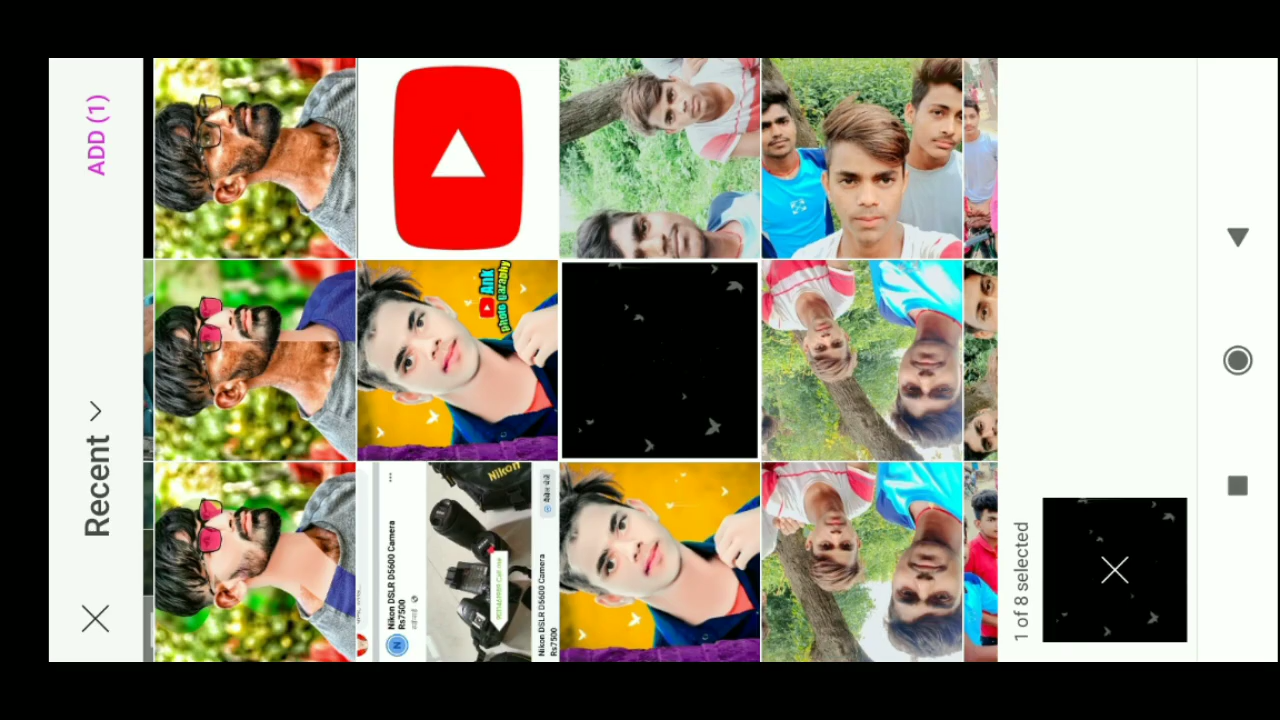 Recent
ADD (1)
Ank
photo
Nikon DSLR D5600 Camera
Rs7500
Nikon
Nikon DSLR D5600 Camera
Rs7500
1 of 8 selected